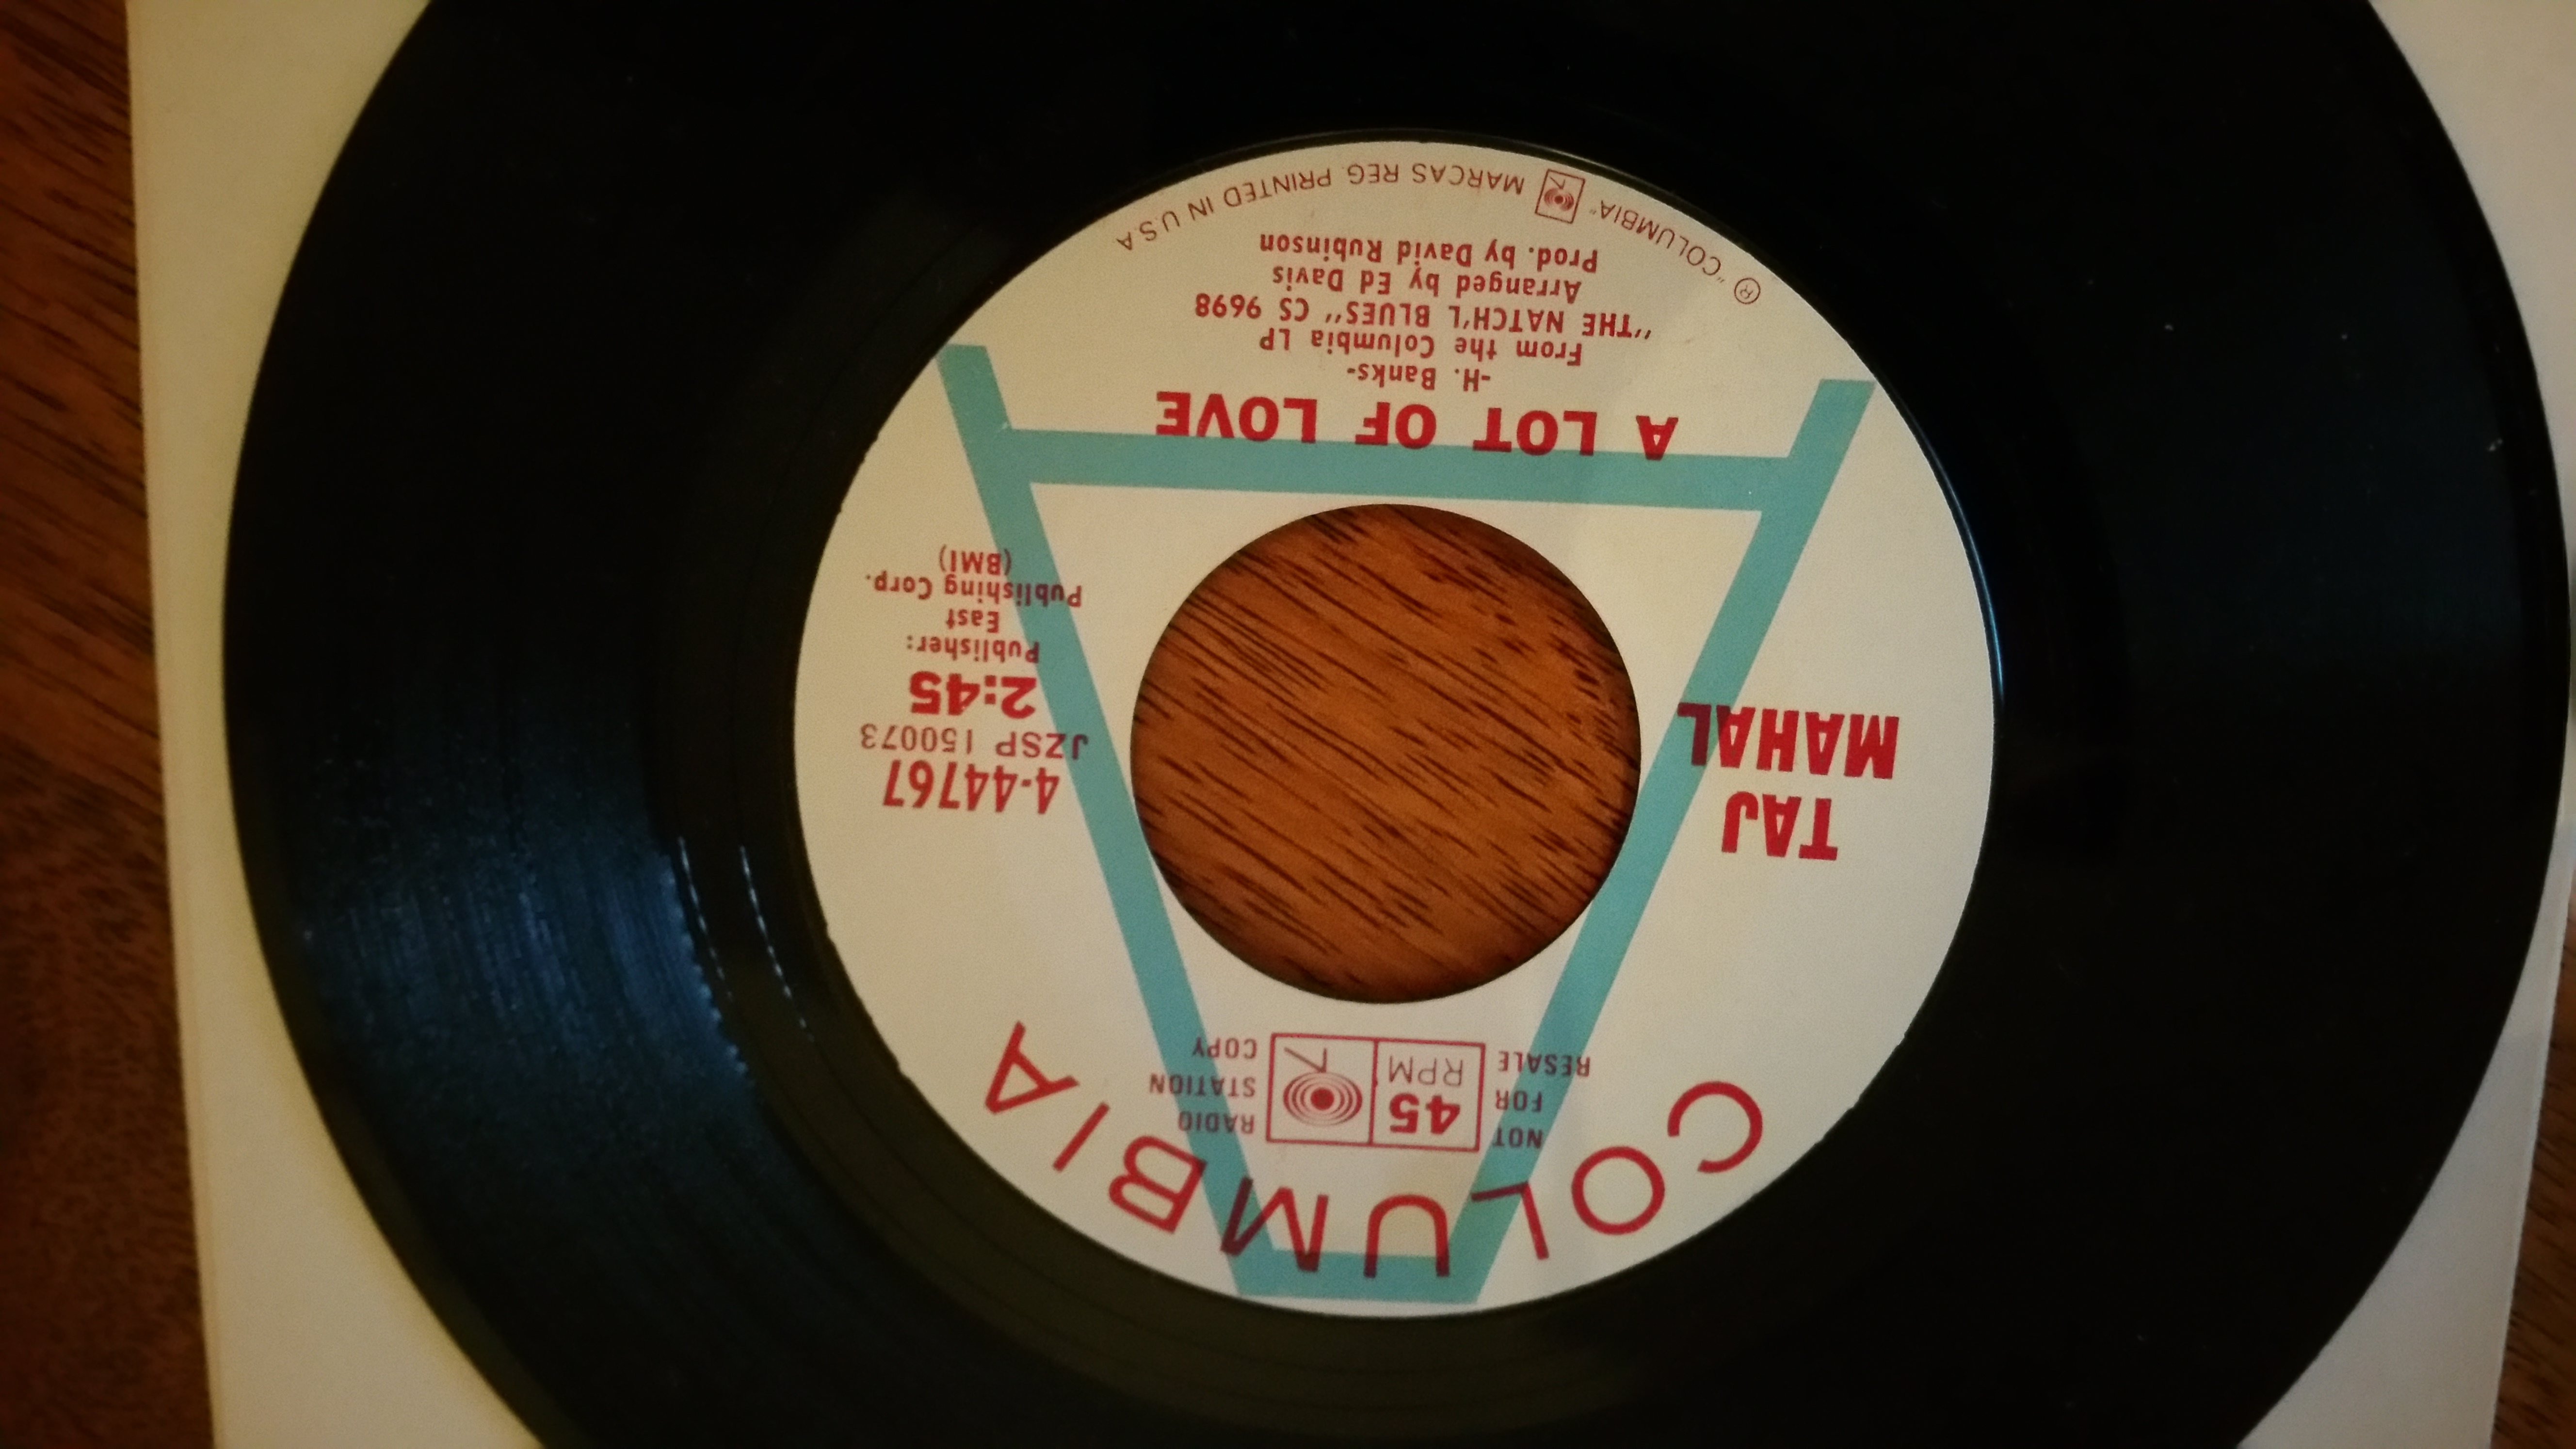 COLUMBIA
NOT
FOR
RESALE
45
RPM
RADIO
STATION
COPY
TAJ
MAHAL
4-44767
JZSP 150073
2:45
Publisher:
East
Publishing Corp.
(BMI)
A LOT OF LOVE
-H. Banks-
From the Columbia LP
"THE NATCH'L BLUES" CS 9698
Arranged by Ed Davis
Prod. by David Rubinson
® "COLUMBIA" MARCAS REG. PRINTED IN U.S.A